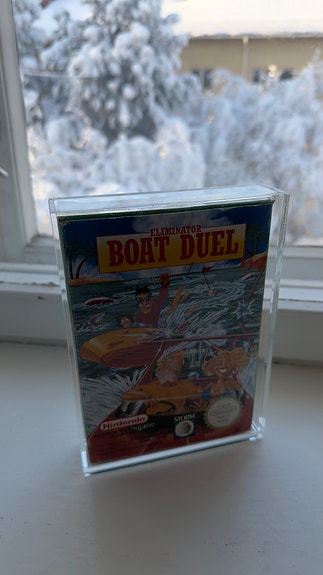 ELIMINATOR
BOAT DUEL
Nintendo
STORM